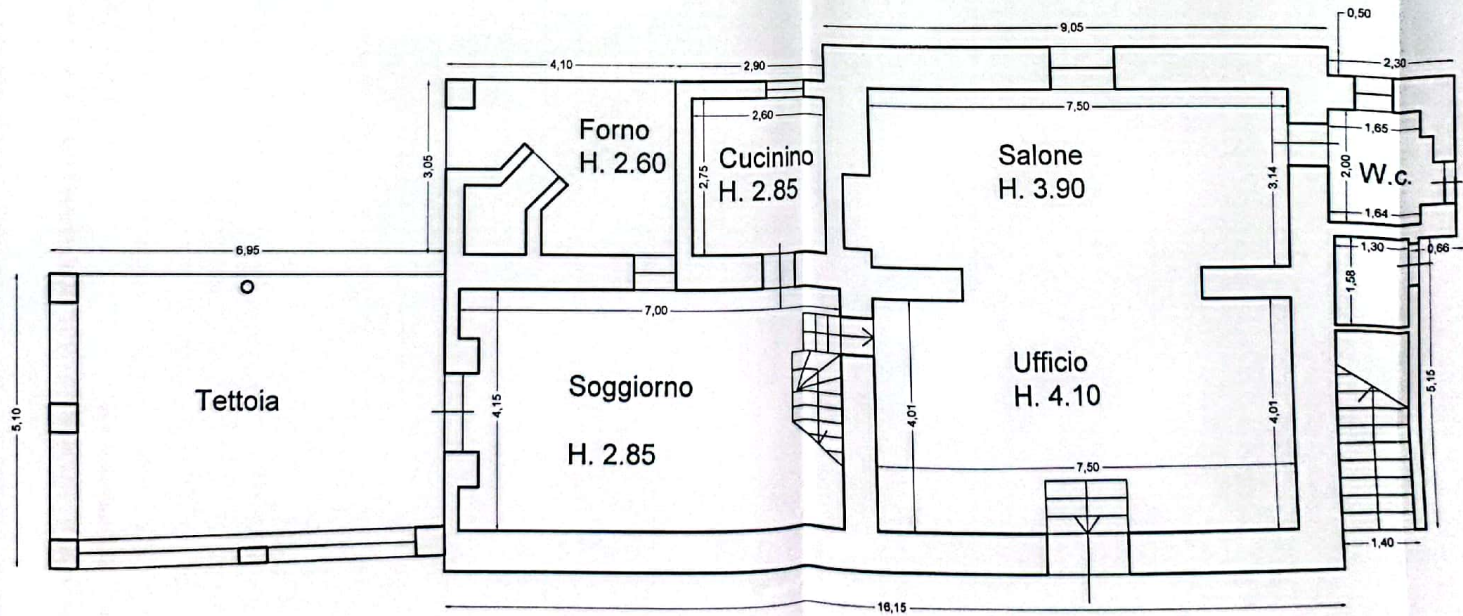 9,05
0,50
4,10
2,90
2,30
7,50
2,60
1,65
Forno
H. 2.60
Cucinino
H. 2.85
Salone
H. 3.90
W.c.
3,05
2,75
3,14
2,00
1,64
6,95
1,30
0,66
1,58
7,00
Tettoia
Soggiorno
H. 2.85
Ufficio
H. 4.10
5,10
4,15
4,01
4,01
5,15
7,50
1,40
16,15